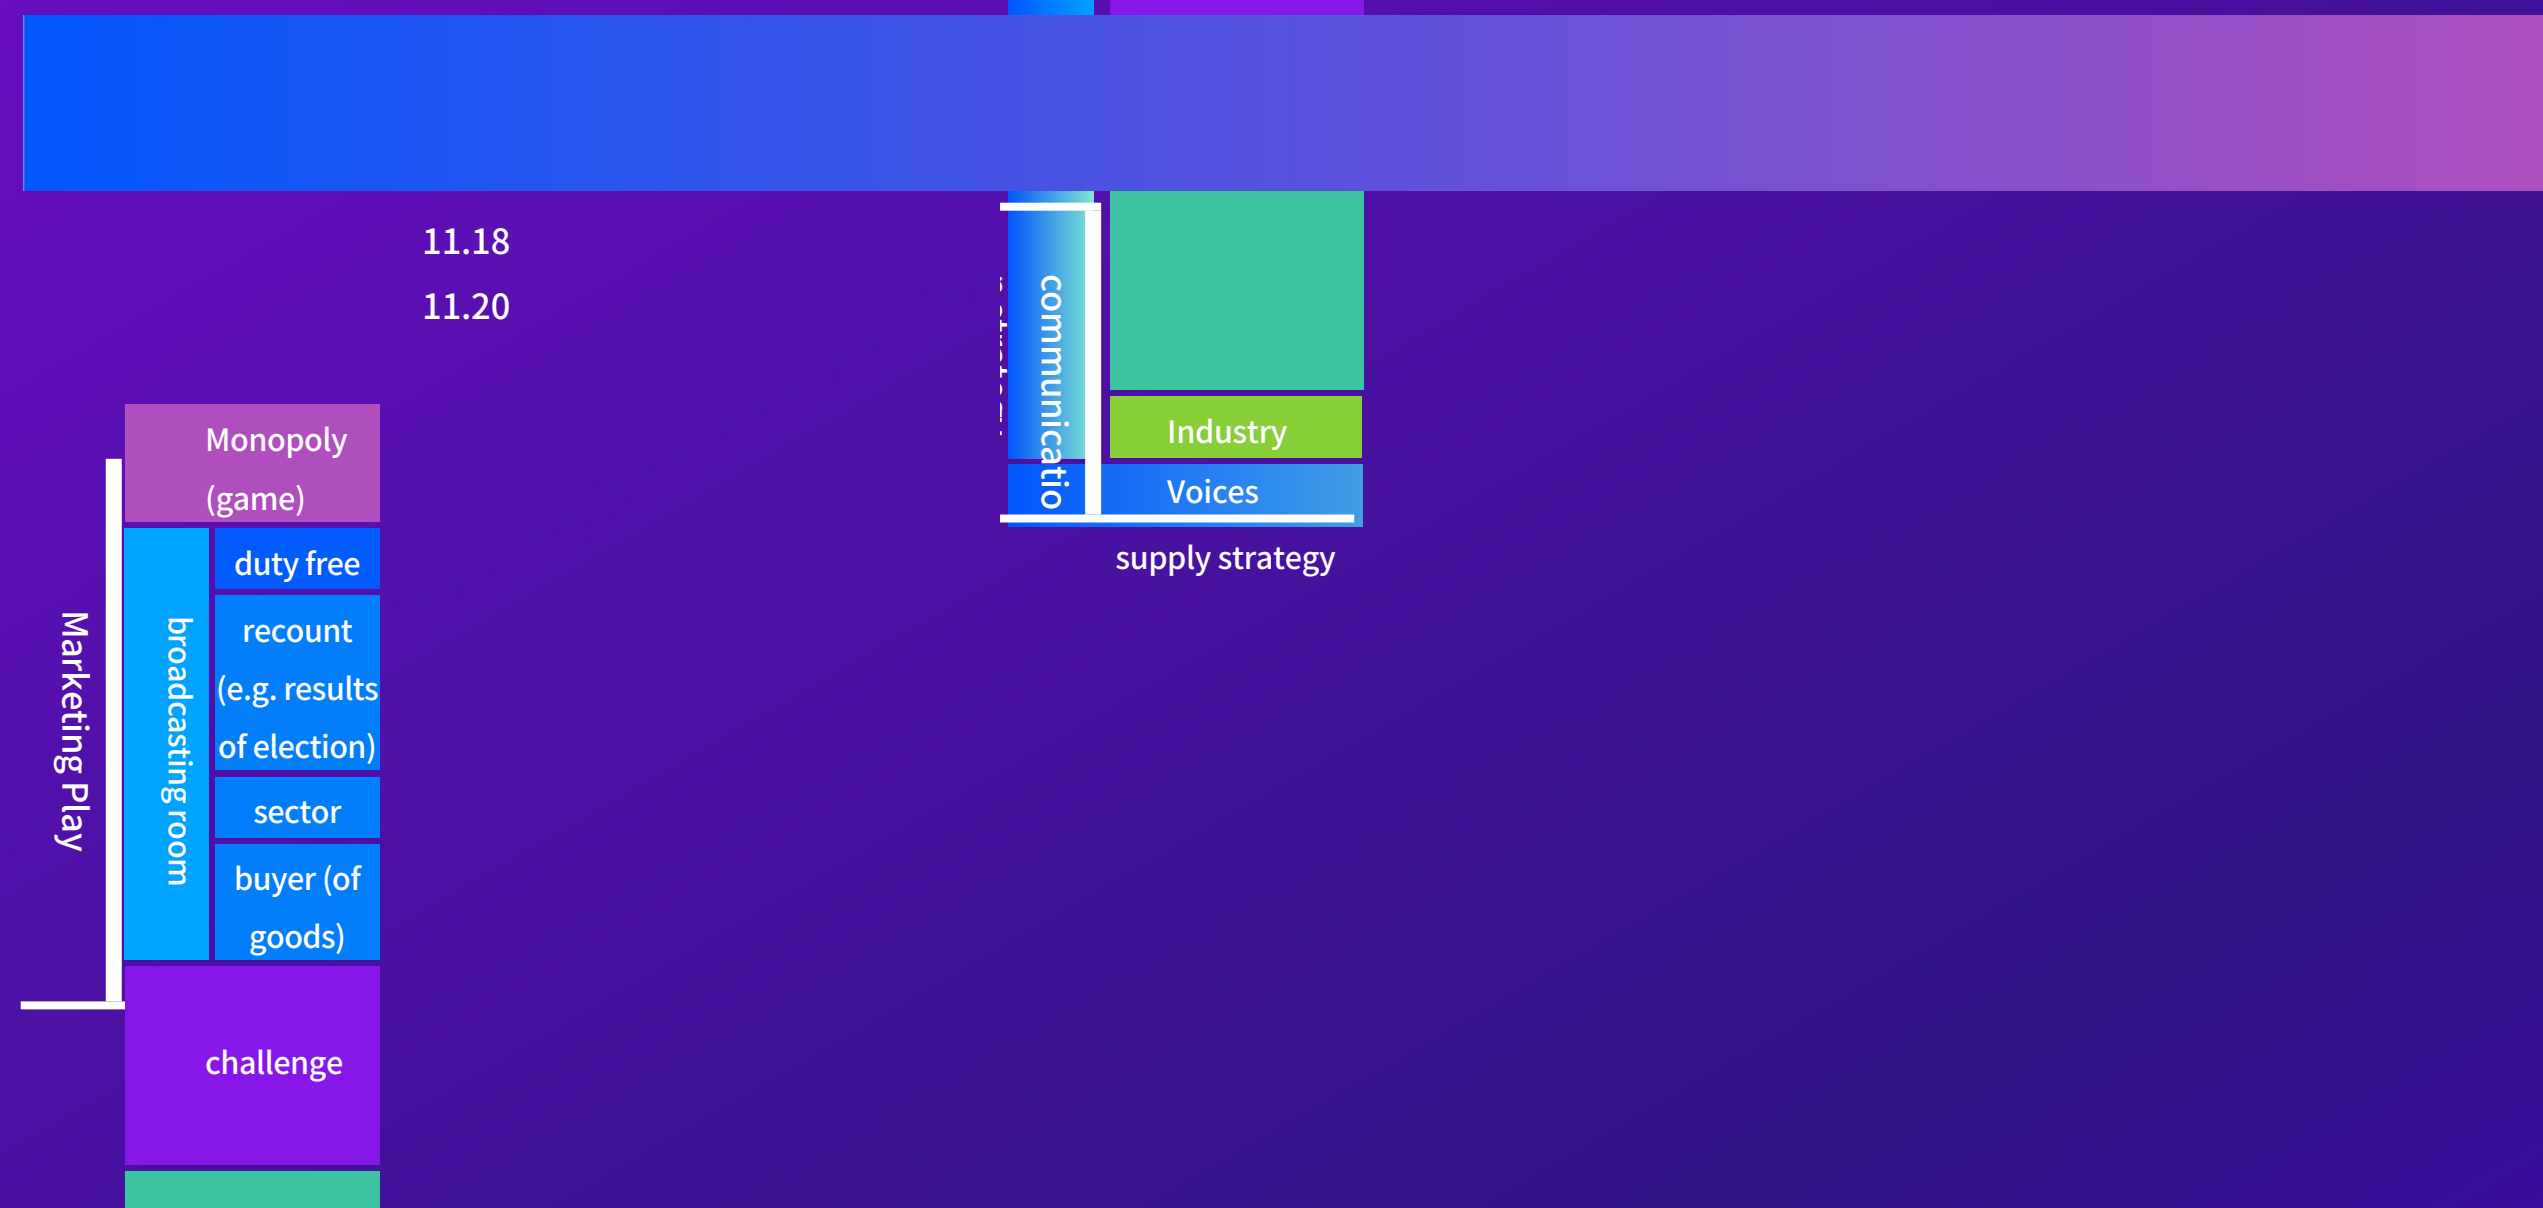 11.18
11.20
Monopoly
(game)
Marketing Play
broadcasting room
duty free
recount
(e.g. results
of election)
sector
buyer (of
goods)
challenge
communicatio
Industry
Voices
supply strategy